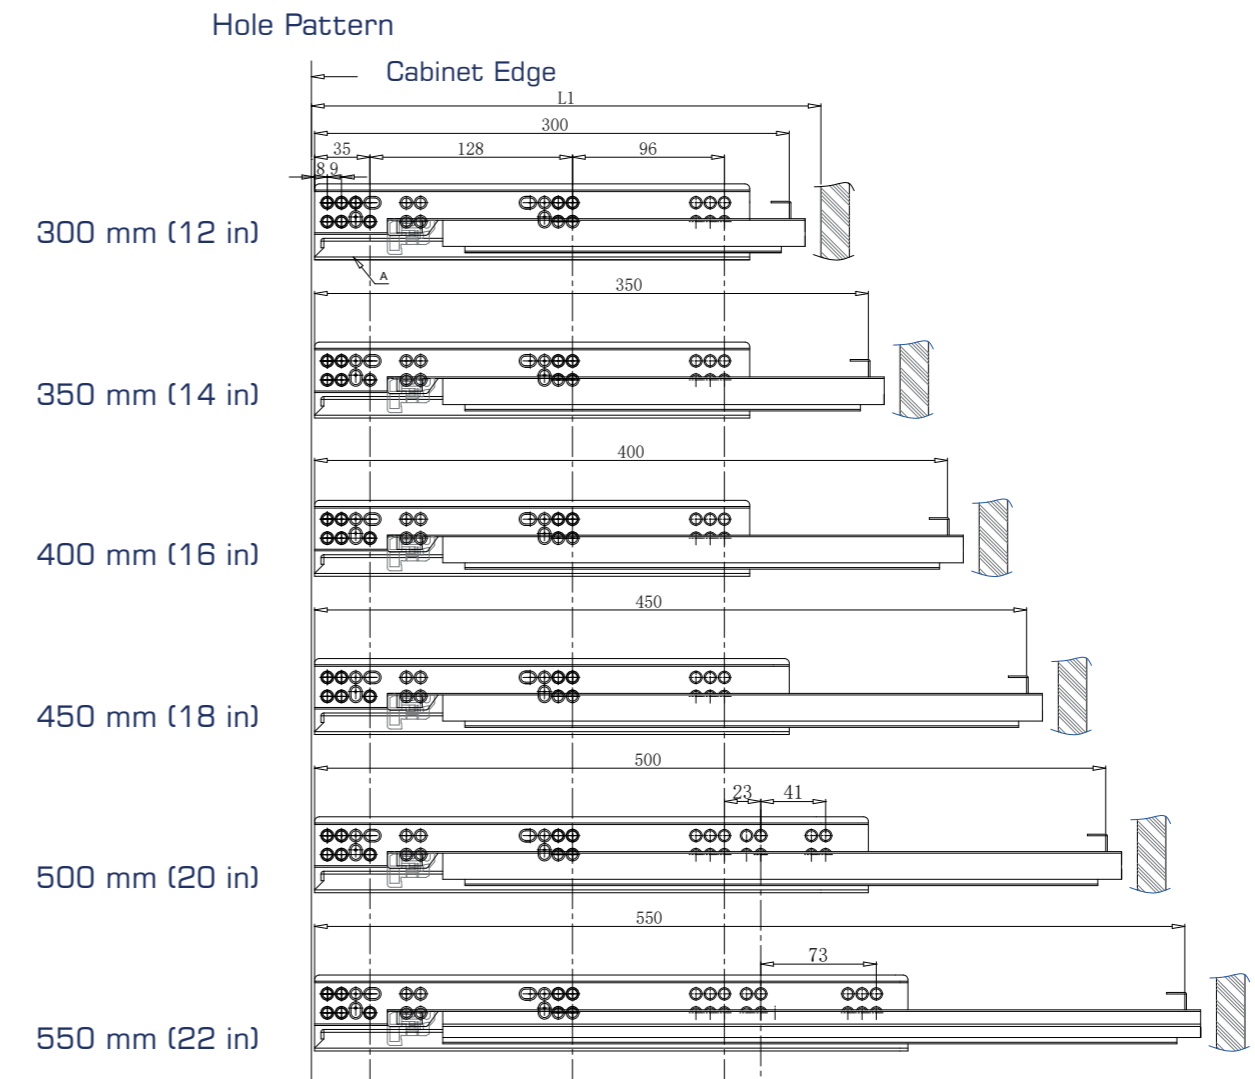 Hole Pattern
Cabinet Edge
L1
300
35 128 96
8 9
300 mm (12 in)
A
350
350 mm (14 in)
400
400 mm (16 in)
450
450 mm (18 in)
500
23 41
500 mm (20 in)
550
73
550 mm (22 in)